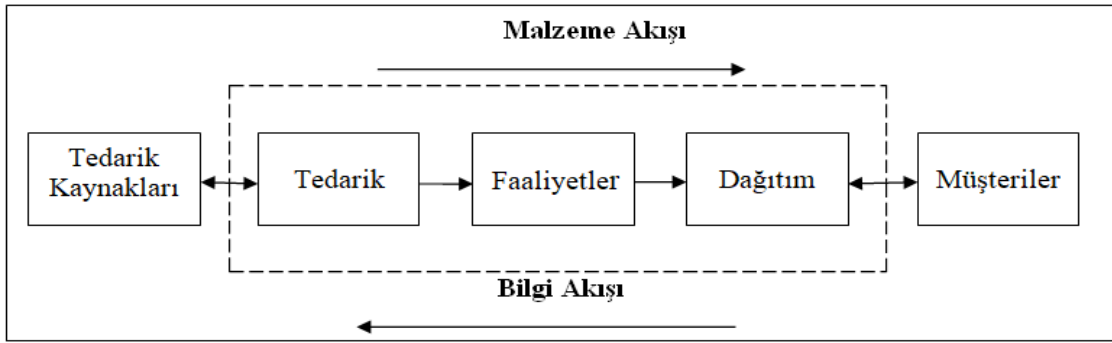 Malzeme Akışı
Tedarik
Kaynakları
Tedarik
Faaliyetler
Dağıtım
Müşteriler
Bilgi Akışı